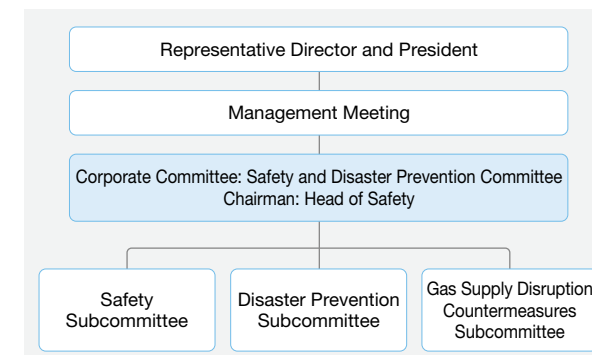 Representative Director and President
Management Meeting
Corporate Committee: Safety and Disaster Prevention Committee
Chairman: Head of Safety
Safety
Subcommittee
Disaster Prevention
Subcommittee
Gas Supply Disruption
Countermeasures
Subcommittee